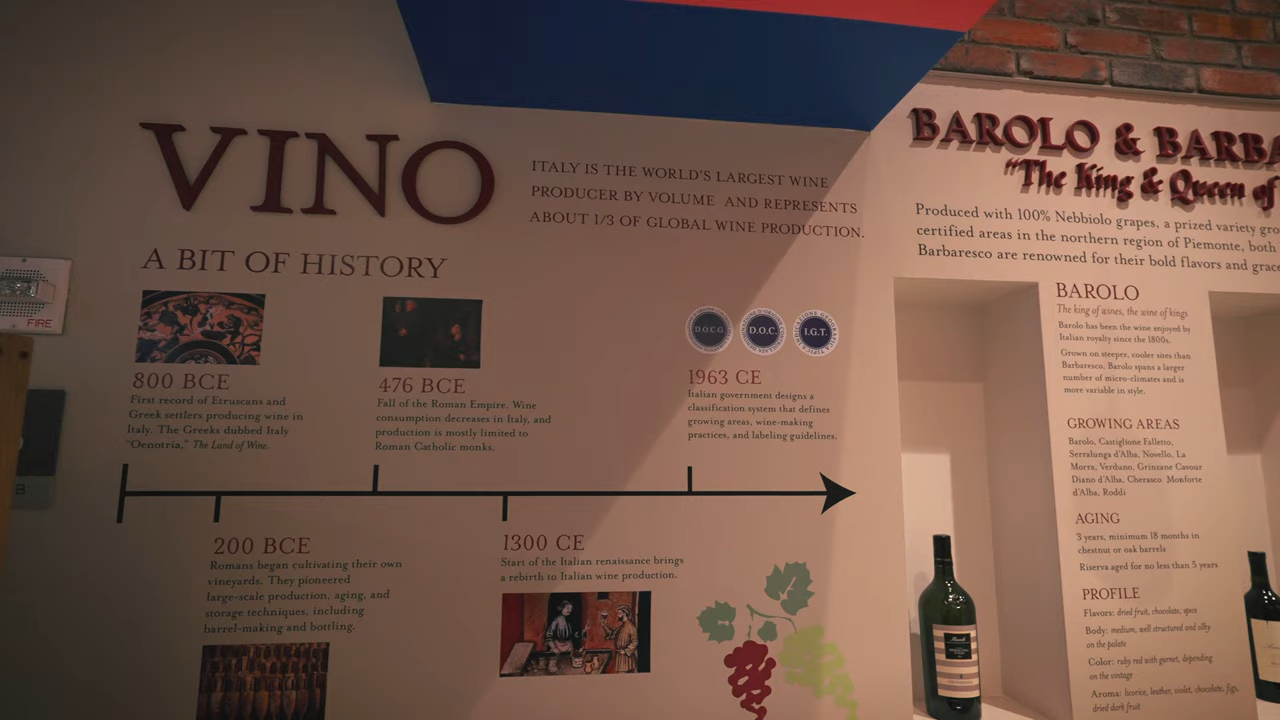 VINO
ITALY IS THE WORLD'S LARGEST WINE
PRODUCER BY VOLUME AND REPRESENTS
ABOUT 1/3 OF GLOBAL WINE PRODUCTION.
A BIT OF HISTORY
800 BCE
First record of Etruscans and
Greek settlers producing wine in
Italy. The Greeks dubbed Italy
"Oenotria," The Land of Wine.
476 BCE
Fall of the Roman Empire. Wine
consumption decreases in Italy, and
production is mostly limited to
Roman Catholic monks.
D.O.C.G
D.O.C.
I.G.T.
1963 CE
Italian government designs a
classification system that defines
growing areas, wine-making
practices, and labeling guidelines.
200 BCE
Romans began cultivating their own
vineyards. They pioneered
large-scale production, aging, and
storage techniques, including
barrel-making and bottling.
1300 CE
Start of the Italian renaissance brings
a rebirth to Italian wine production.
FIRE
B
BAROLO & BARBA
"The King & Queen of
Produced with 100% Nebbiolo grapes, a prized variety gro
certified areas in the northern region of Piemonte, both
Barbaresco are renowned for their bold flavors and grace
BAROLO
The king of wines, the wine of kings
Barolo has been the wine enjoyed by
Italian royalty since the 1800s.
Grown on steeper, cooler sites than
Barbaresco, Barolo spans a larger
number of micro-climates and is
more variable in style.
GROWING AREAS
Barolo, Castiglione Falletto,
Serralunga d'Alba, Novello, La
Morra, Verduno, Grinzane Cavour
Diano d'Alba, Cherasco Monforte
d'Alba, Roddi
AGING
3 years, minimum 18 months in
chestnut or oak barrels
Riserva aged for no less than 5 years
PROFILE
Flavors: dried fruit, chocolate, spice
Body: medium, well structured and silky
on the palate
Color: ruby red with garnet, depending
on the vintage
Aroma: licorice, leather, violet, chocolate, figs,
dried dark fruit